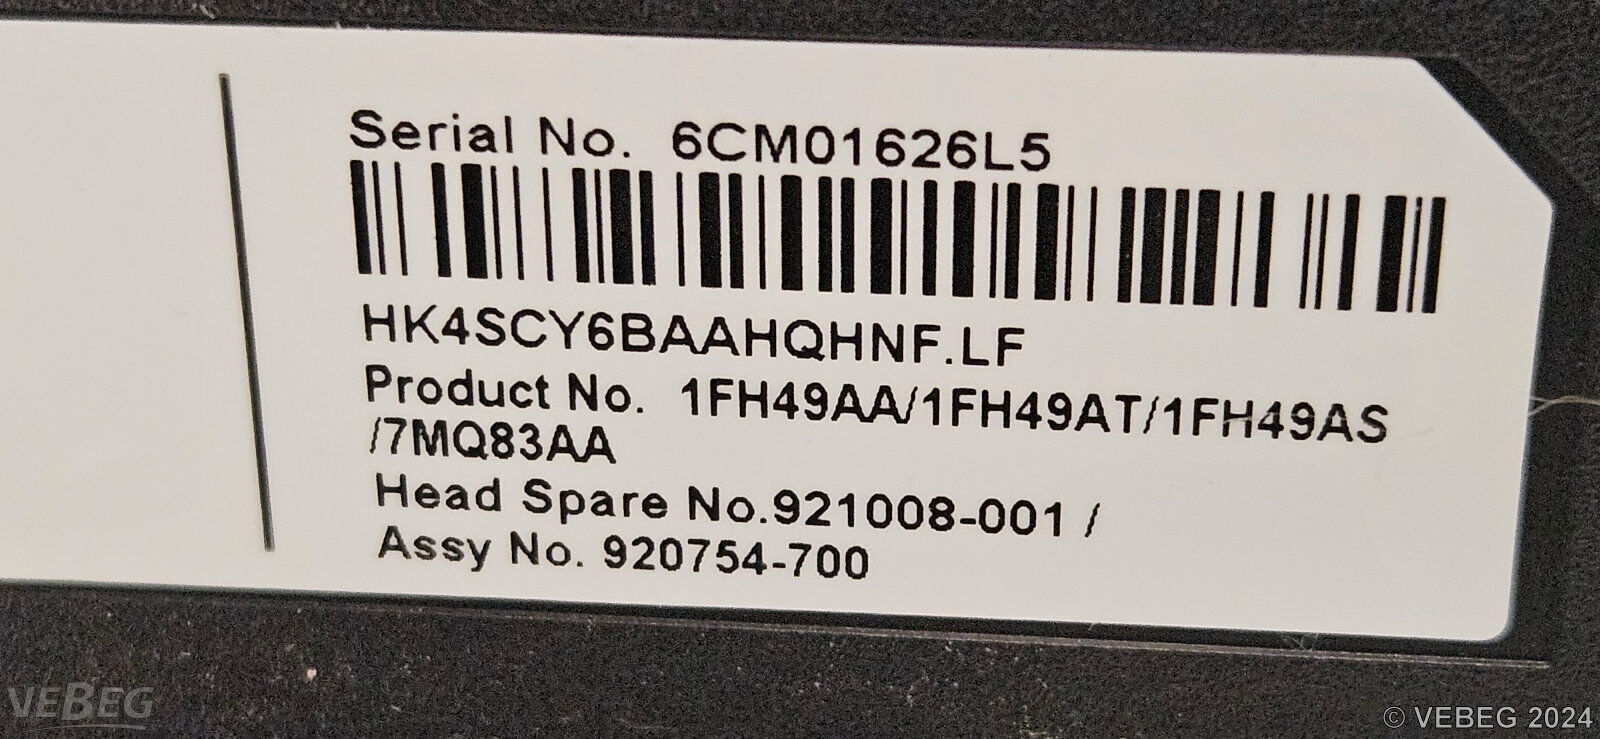 Serial No. 6CM01626L5
HK4SCY6BAAHQHNF.LF
Product No. 1FH49AA/1FH49AT/1FH49AS
/7MQ83AA
Head Spare No.921008-001 /
Assy No. 920754-700
VEBEG
© VEBEG 2024